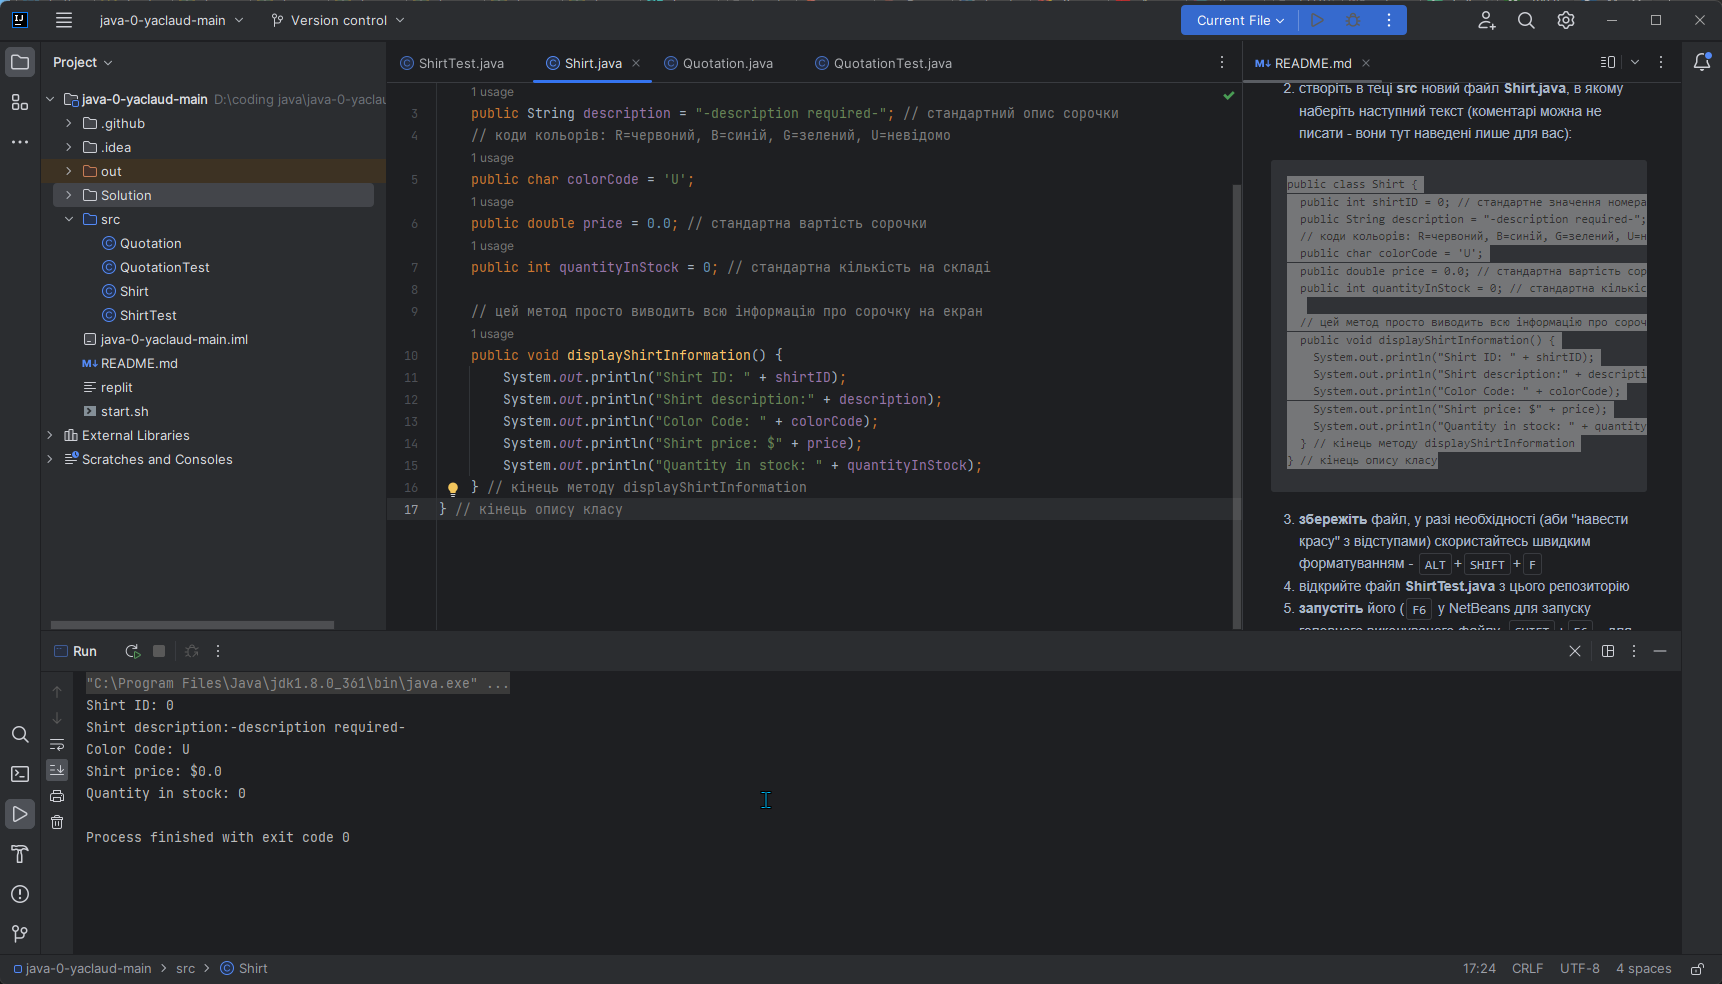 java-0-yaclaud-main
Version control
Current File
Project
java-0-yaclaud-main D:\coding java\java-0-yaclau
.github
.idea
out
Solution
src
Quotation
QuotationTest
Shirt
ShirtTest
java-0-yaclaud-main.iml
README.md
replit
start.sh
External Libraries
Scratches and Consoles
ShirtTest.java
Shirt.java
Quotation.java
QuotationTest.java
1 usage
3 public String description = "-description required-"; // стандартний опис сорочки
4 // коди кольорів: R=червоний, B=синій, G=зелений, U=невідомо
1 usage
5 public char colorCode = 'U';
1 usage
6 public double price = 0.0; // стандартна вартість сорочки
1 usage
7 public int quantityInStock = 0; // стандартна кількість на складі
8
9 // цей метод просто виводить всю інформацію про сорочку на екран
1 usage
10 public void displayShirtInformation() {
11 System.out.println("Shirt ID: " + shirtID);
12 System.out.println("Shirt description:" + description);
13 System.out.println("Color Code: " + colorCode);
14 System.out.println("Shirt price: $" + price);
15 System.out.println("Quantity in stock: " + quantityInStock);
16 } // кінець методу displayShirtInformation
17 } // кінець опису класу
README.md
2. створіть в теці src новий файл Shirt.java, в якому
наберіть наступний текст (коментарі можна не
писати - вони тут наведені лише для вас):
public class Shirt {
public int shirtID = 0; // стандартне значення номера
public String description = "-description required-";
// коди кольорів: R=червоний, B=синій, G=зелений, U=н
public char colorCode = 'U';
public double price = 0.0; // стандартна вартість сор
public int quantityInStock = 0; // стандартна кількіс
// цей метод просто виводить всю інформацію про сороч
public void displayShirtInformation() {
System.out.println("Shirt ID: " + shirtID);
System.out.println("Shirt description:" + descripti
System.out.println("Color Code: " + colorCode);
System.out.println("Shirt price: $" + price);
System.out.println("Quantity in stock: " + quantity
} // кінець методу displayShirtInformation
} // кінець опису класу
3. збережіть файл, у разі необхідності (аби "навести
красу" з відступами) скористайтесь швидким
форматуванням - ALT + SHIFT + F
4. відкрийте файл ShirtTest.java з цього репозиторію
5. запустіть його ( F6 у NetBeans для запуску
Run
"C:\Program Files\Java\jdk1.8.0_361\bin\java.exe" ...
Shirt ID: 0
Shirt description:-description required-
Color Code: U
Shirt price: $0.0
Quantity in stock: 0
Process finished with exit code 0
java-0-yaclaud-main > src > Shirt
17:24 CRLF UTF-8 4 spaces